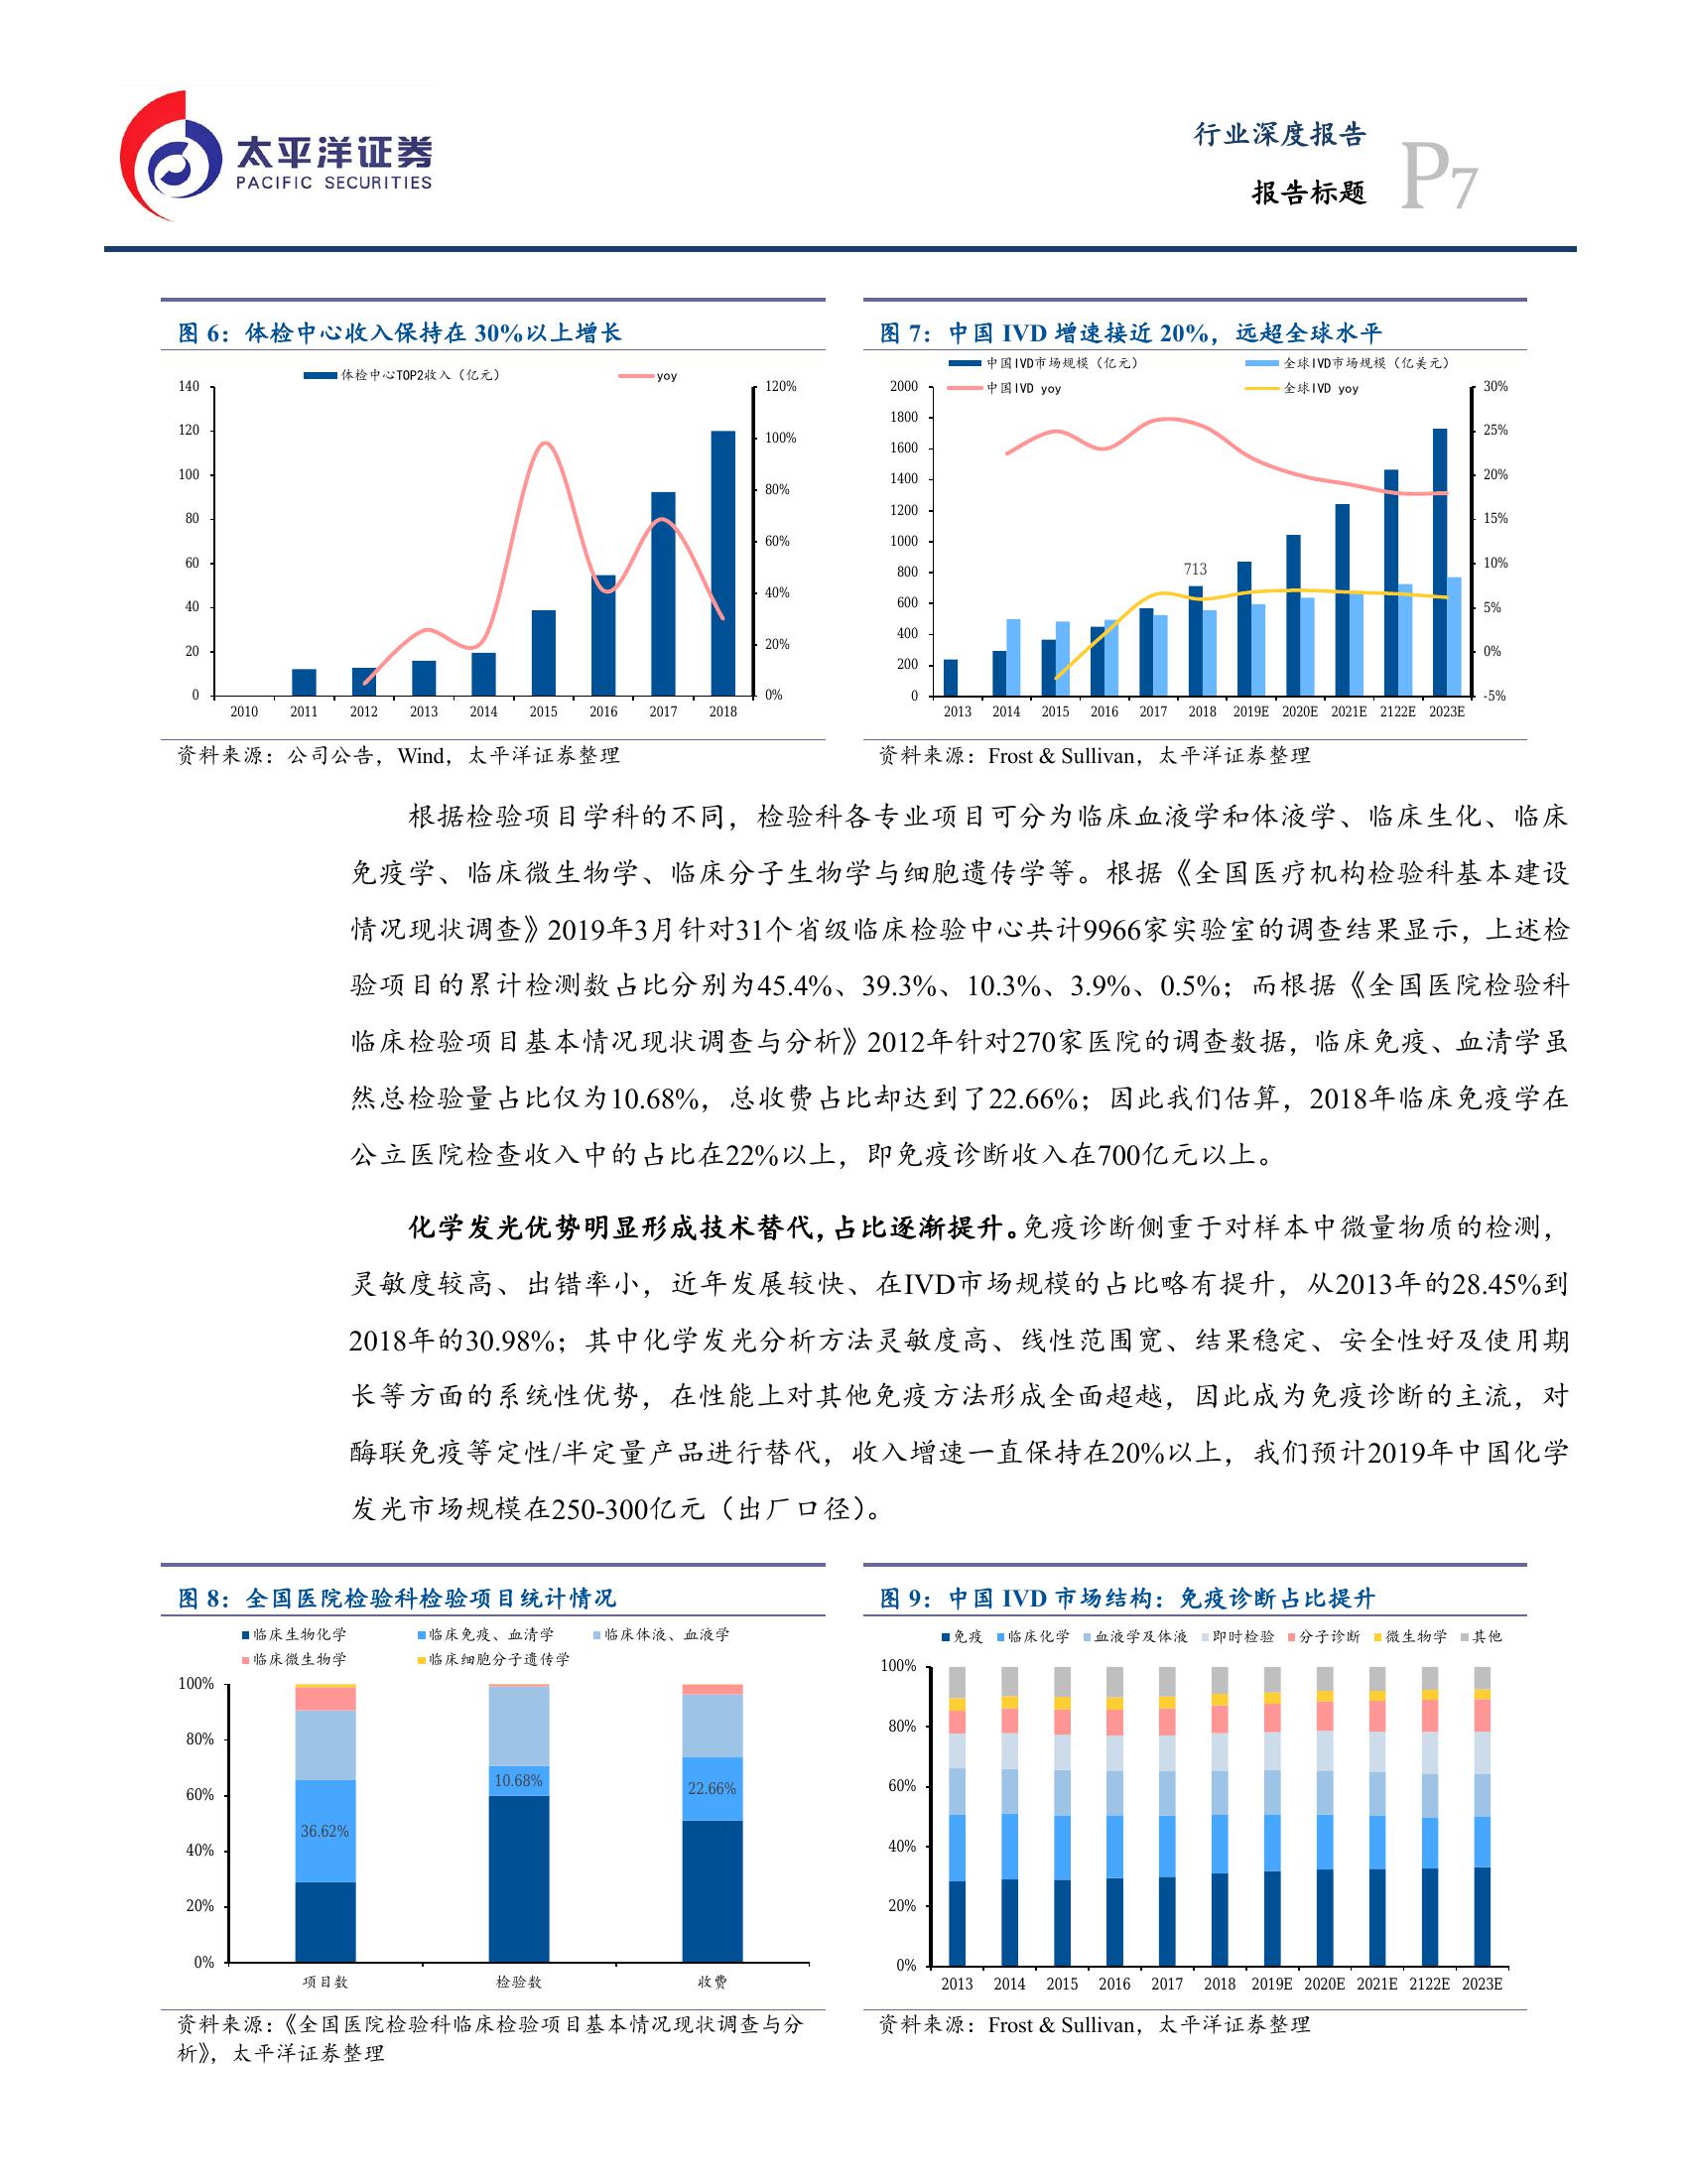 太平洋证券
PACIFIC SECURITIES
行业深度报告
报告标题
P7
图 6：体检中心收入保持在 30%以上增长
体检中心TOP2收入（亿元） yoy
140
120
100
80
60
40
20
0
120%
100%
80%
60%
40%
20%
0%
2010 2011 2012 2013 2014 2015 2016 2017 2018
资料来源：公司公告，Wind，太平洋证券整理
图 7：中国 IVD 增速接近 20%，远超全球水平
中国IVD市场规模（亿元） 全球IVD市场规模（亿美元）
中国IVD yoy 全球IVD yoy
2000
1800
1600
1400
1200
1000
800
600
400
200
0
713
30%
25%
20%
15%
10%
5%
0%
-5%
2013 2014 2015 2016 2017 2018 2019E 2020E 2021E 2122E 2023E
资料来源：Frost & Sullivan，太平洋证券整理
根据检验项目学科的不同，检验科各专业项目可分为临床血液学和体液学、临床生化、临床
免疫学、临床微生物学、临床分子生物学与细胞遗传学等。根据《全国医疗机构检验科基本建设
情况现状调查》2019年3月针对31个省级临床检验中心共计9966家实验室的调查结果显示，上述检
验项目的累计检测数占比分别为45.4%、39.3%、10.3%、3.9%、0.5%；而根据《全国医院检验科
临床检验项目基本情况现状调查与分析》2012年针对270家医院的调查数据，临床免疫、血清学虽
然总检验量占比仅为10.68%，总收费占比却达到了22.66%；因此我们估算，2018年临床免疫学在
公立医院检查收入中的占比在22%以上，即免疫诊断收入在700亿元以上。
化学发光优势明显形成技术替代，占比逐渐提升。免疫诊断侧重于对样本中微量物质的检测，
灵敏度较高、出错率小，近年发展较快、在IVD市场规模的占比略有提升，从2013年的28.45%到
2018年的30.98%；其中化学发光分析方法灵敏度高、线性范围宽、结果稳定、安全性好及使用期
长等方面的系统性优势，在性能上对其他免疫方法形成全面超越，因此成为免疫诊断的主流，对
酶联免疫等定性/半定量产品进行替代，收入增速一直保持在20%以上，我们预计2019年中国化学
发光市场规模在250-300亿元（出厂口径）。
图 8：全国医院检验科检验项目统计情况
临床生物化学 临床免疫、血清学 临床体液、血液学
临床微生物学 临床细胞分子遗传学
100%
80%
60%
40%
20%
0%
36.62%
10.68%
22.66%
项目数 检验数 收费
资料来源：《全国医院检验科临床检验项目基本情况现状调查与分
析》，太平洋证券整理
图 9：中国 IVD 市场结构：免疫诊断占比提升
免疫 临床化学 血液学及体液 即时检验 分子诊断 微生物学 其他
100%
80%
60%
40%
20%
0%
2013 2014 2015 2016 2017 2018 2019E 2020E 2021E 2122E 2023E
资料来源：Frost & Sullivan，太平洋证券整理